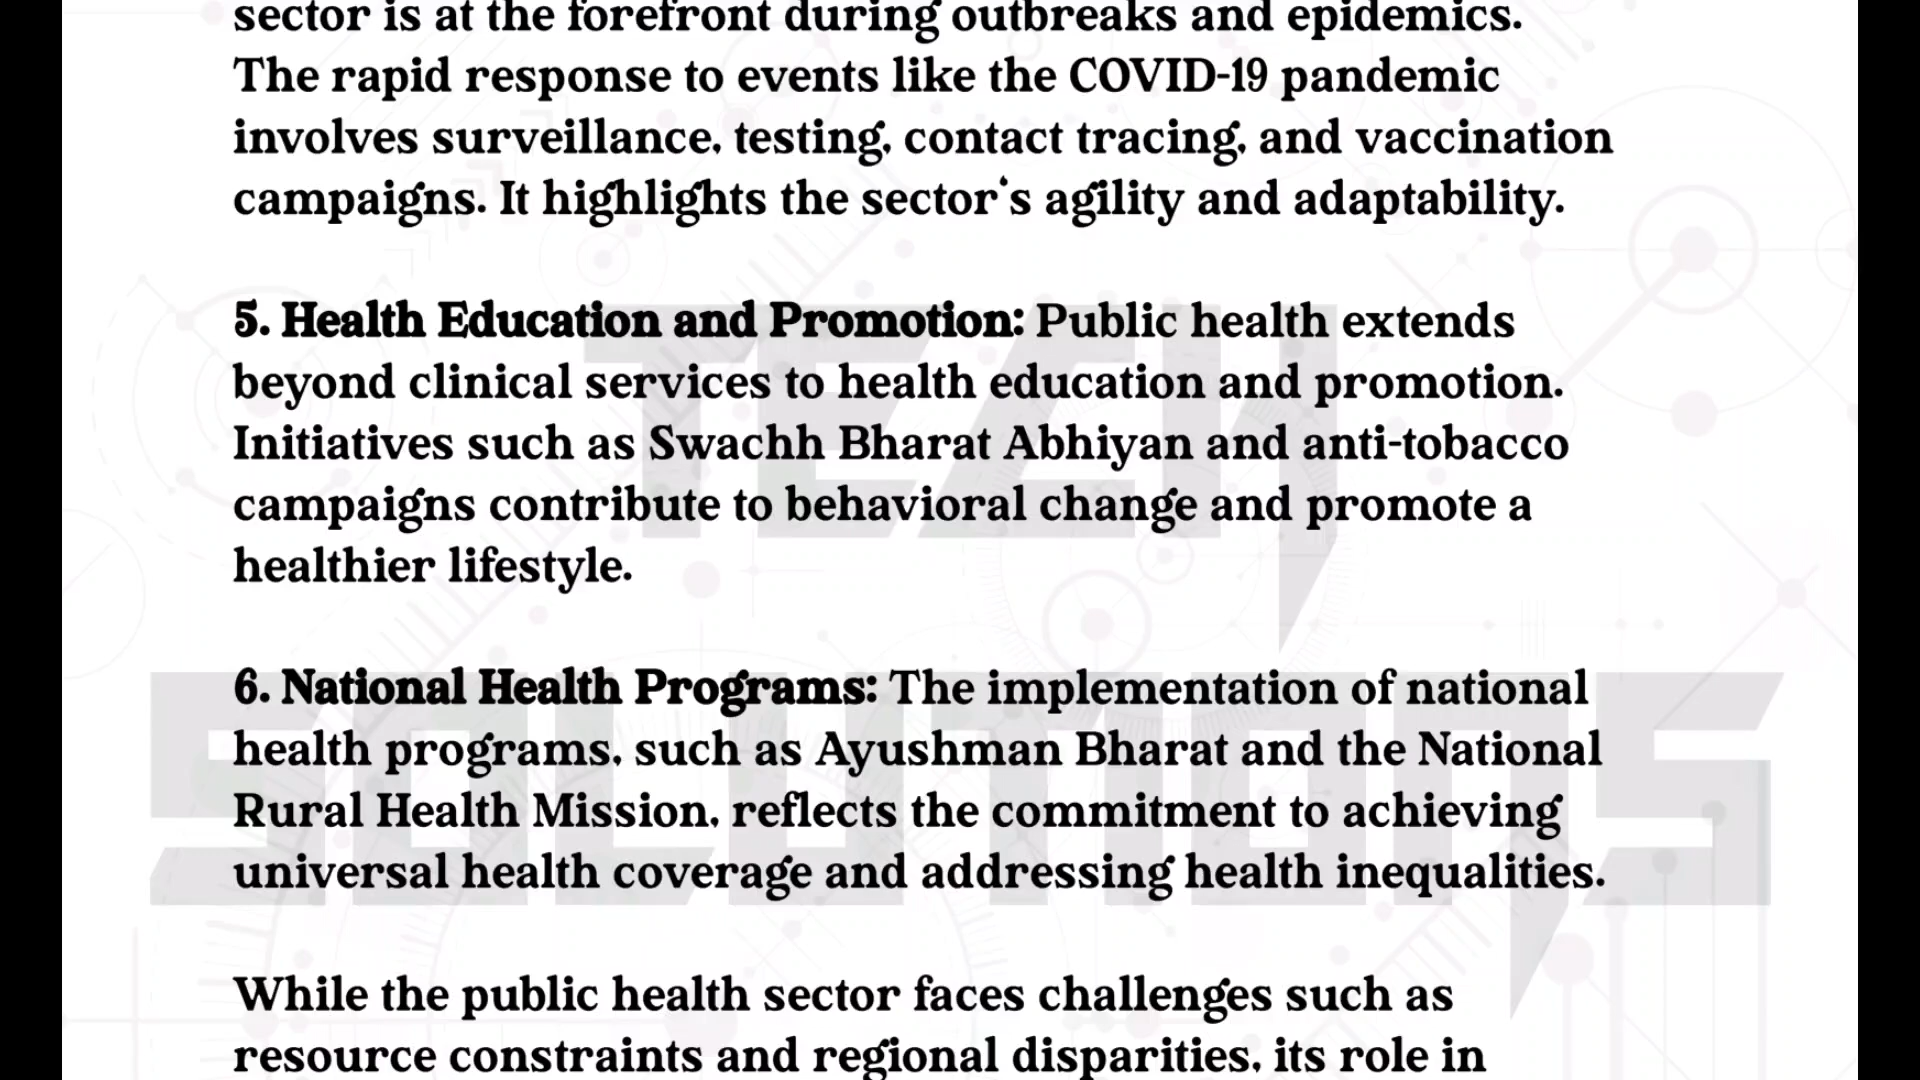 sector is at the forefront during outbreaks and epidemics.
The rapid response to events like the COVID-19 pandemic
involves surveillance, testing, contact tracing, and vaccination
campaigns. It highlights the sector's agility and adaptability.
5. Health Education and Promotion: Public health extends
beyond clinical services to health education and promotion.
Initiatives such as Swachh Bharat Abhiyan and anti-tobacco
campaigns contribute to behavioral change and promote a
healthier lifestyle.
6. National Health Programs: The implementation of national
health programs, such as Ayushman Bharat and the National
Rural Health Mission, reflects the commitment to achieving
universal health coverage and addressing health inequalities.
While the public health sector faces challenges such as
resource constraints and regional disparities, its role in
TECH
SOLUTIONS